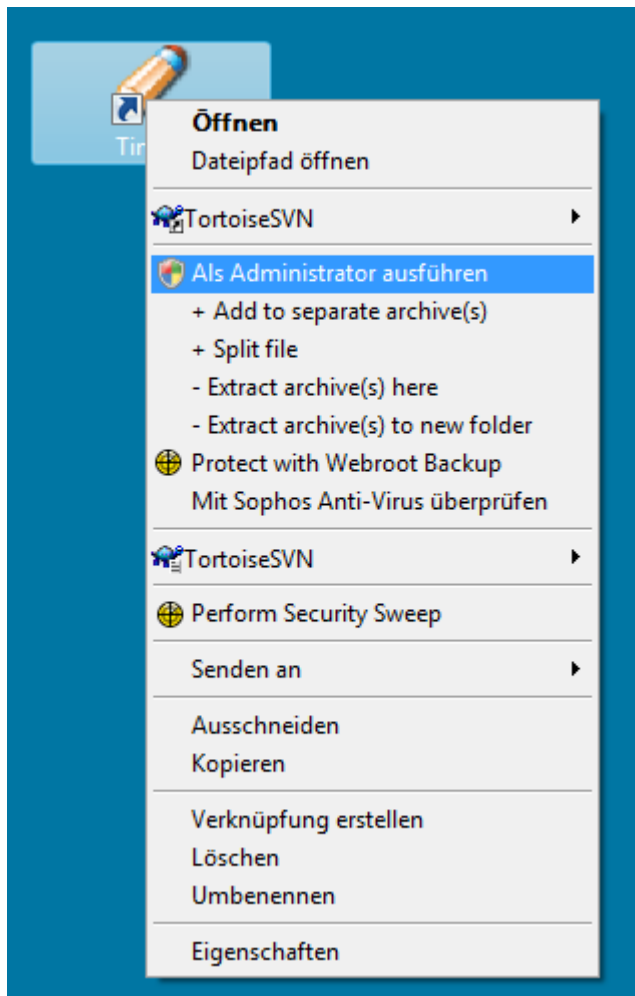 Öffnen
Dateipfad öffnen
TortoiseSVN
Als Administrator ausführen
+ Add to separate archive(s)
+ Split file
- Extract archive(s) here
- Extract archive(s) to new folder
Protect with Webroot Backup
Mit Sophos Anti-Virus überprüfen
TortoiseSVN
Perform Security Sweep
Senden an
Ausschneiden
Kopieren
Verknüpfung erstellen
Löschen
Umbenennen
Eigenschaften